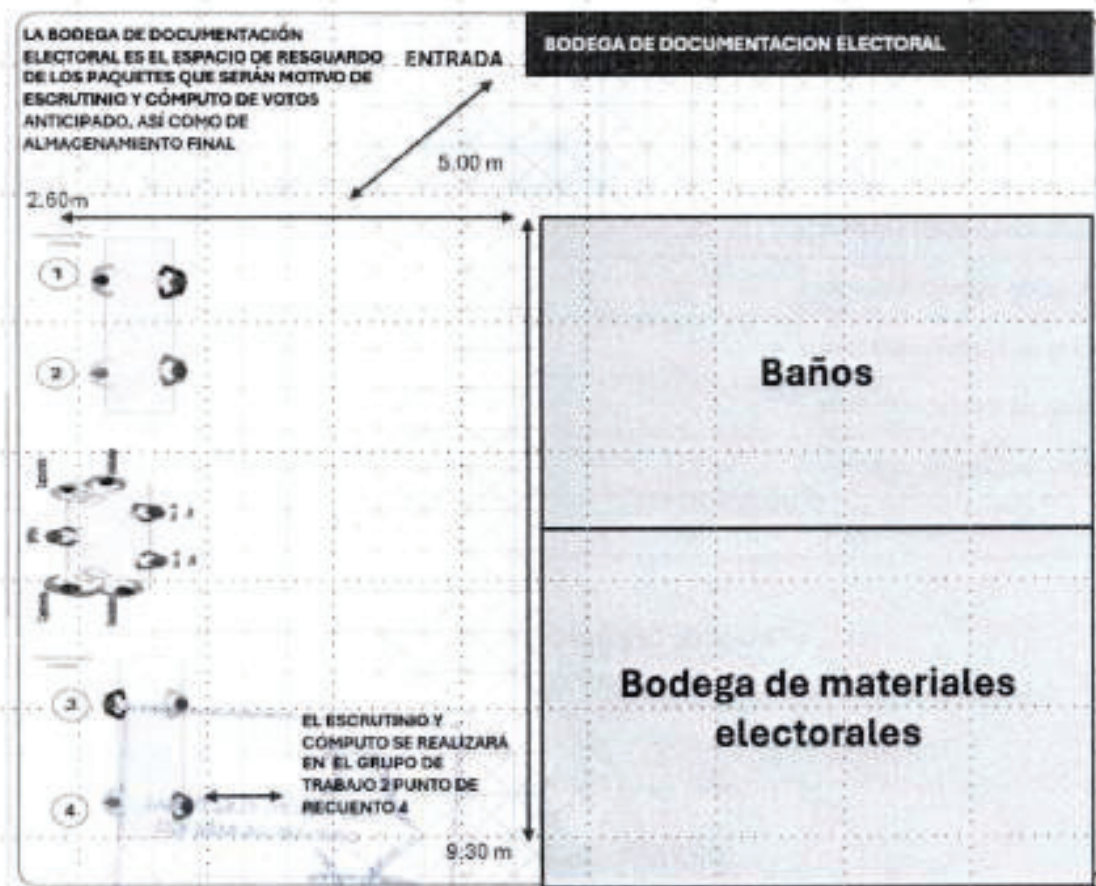 LA BODEGA DE DOCUMENTACIÓN
ELECTORAL ES EL ESPACIO DE RESGUARDO
DE LOS PAQUETES QUE SERÁN MOTIVO DE
ESCRUTINIO Y CÓMPUTO DE VOTOS
ANTICIPADO, ASÍ COMO DE
ALMACENAMIENTO FINAL
ENTRADA
BODEGA DE DOCUMENTACION ELECTORAL
5.00 m
2.60m
1
2
Baños
3
4
EL ESCRUTINIO Y
CÓMPUTO SE REALIZARÁ
EN EL GRUPO DE
TRABAJO 2 PUNTO DE
RECUENTO 4
Bodega de materiales
electorales
9.30 m